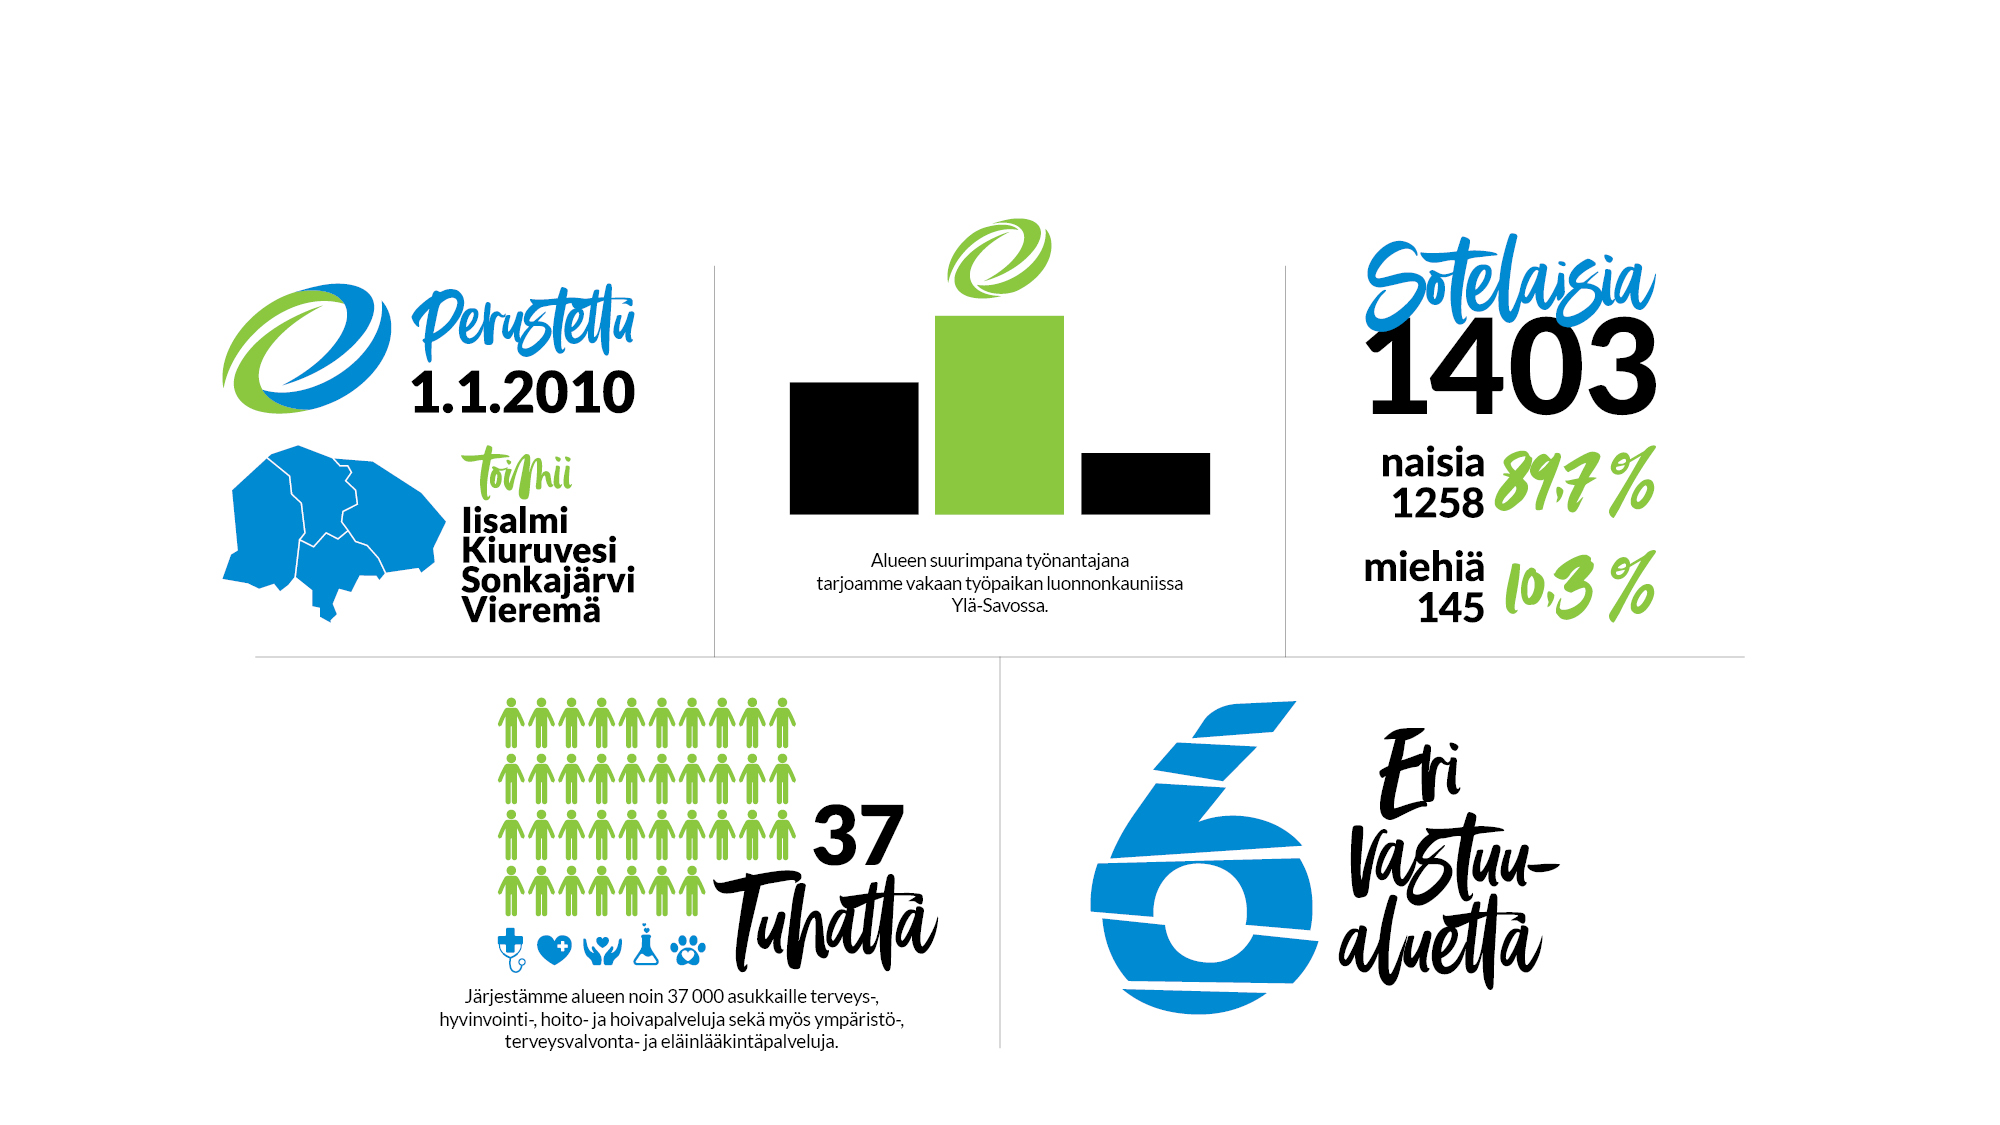 Perustettu
1.1.2010
Toimii
Iisalmi
Kiuruvesi
Sonkajärvi
Vieremä
Alueen suurimpana työnantajana
tarjoamme vakaan työpaikan luonnonkauniissa
Ylä-Savossa.
Sotelaisia
1403
naisia
1258
89,7 %
miehiä
145
10,3 %
37
Tuhatta
Järjestämme alueen noin 37 000 asukkaille terveys-,
hyvinvointi-, hoito- ja hoivapalveluja sekä myös ympäristö-,
terveysvalvonta- ja eläinlääkintäpalveluja.
6
Eri
vastuu-
aluetta